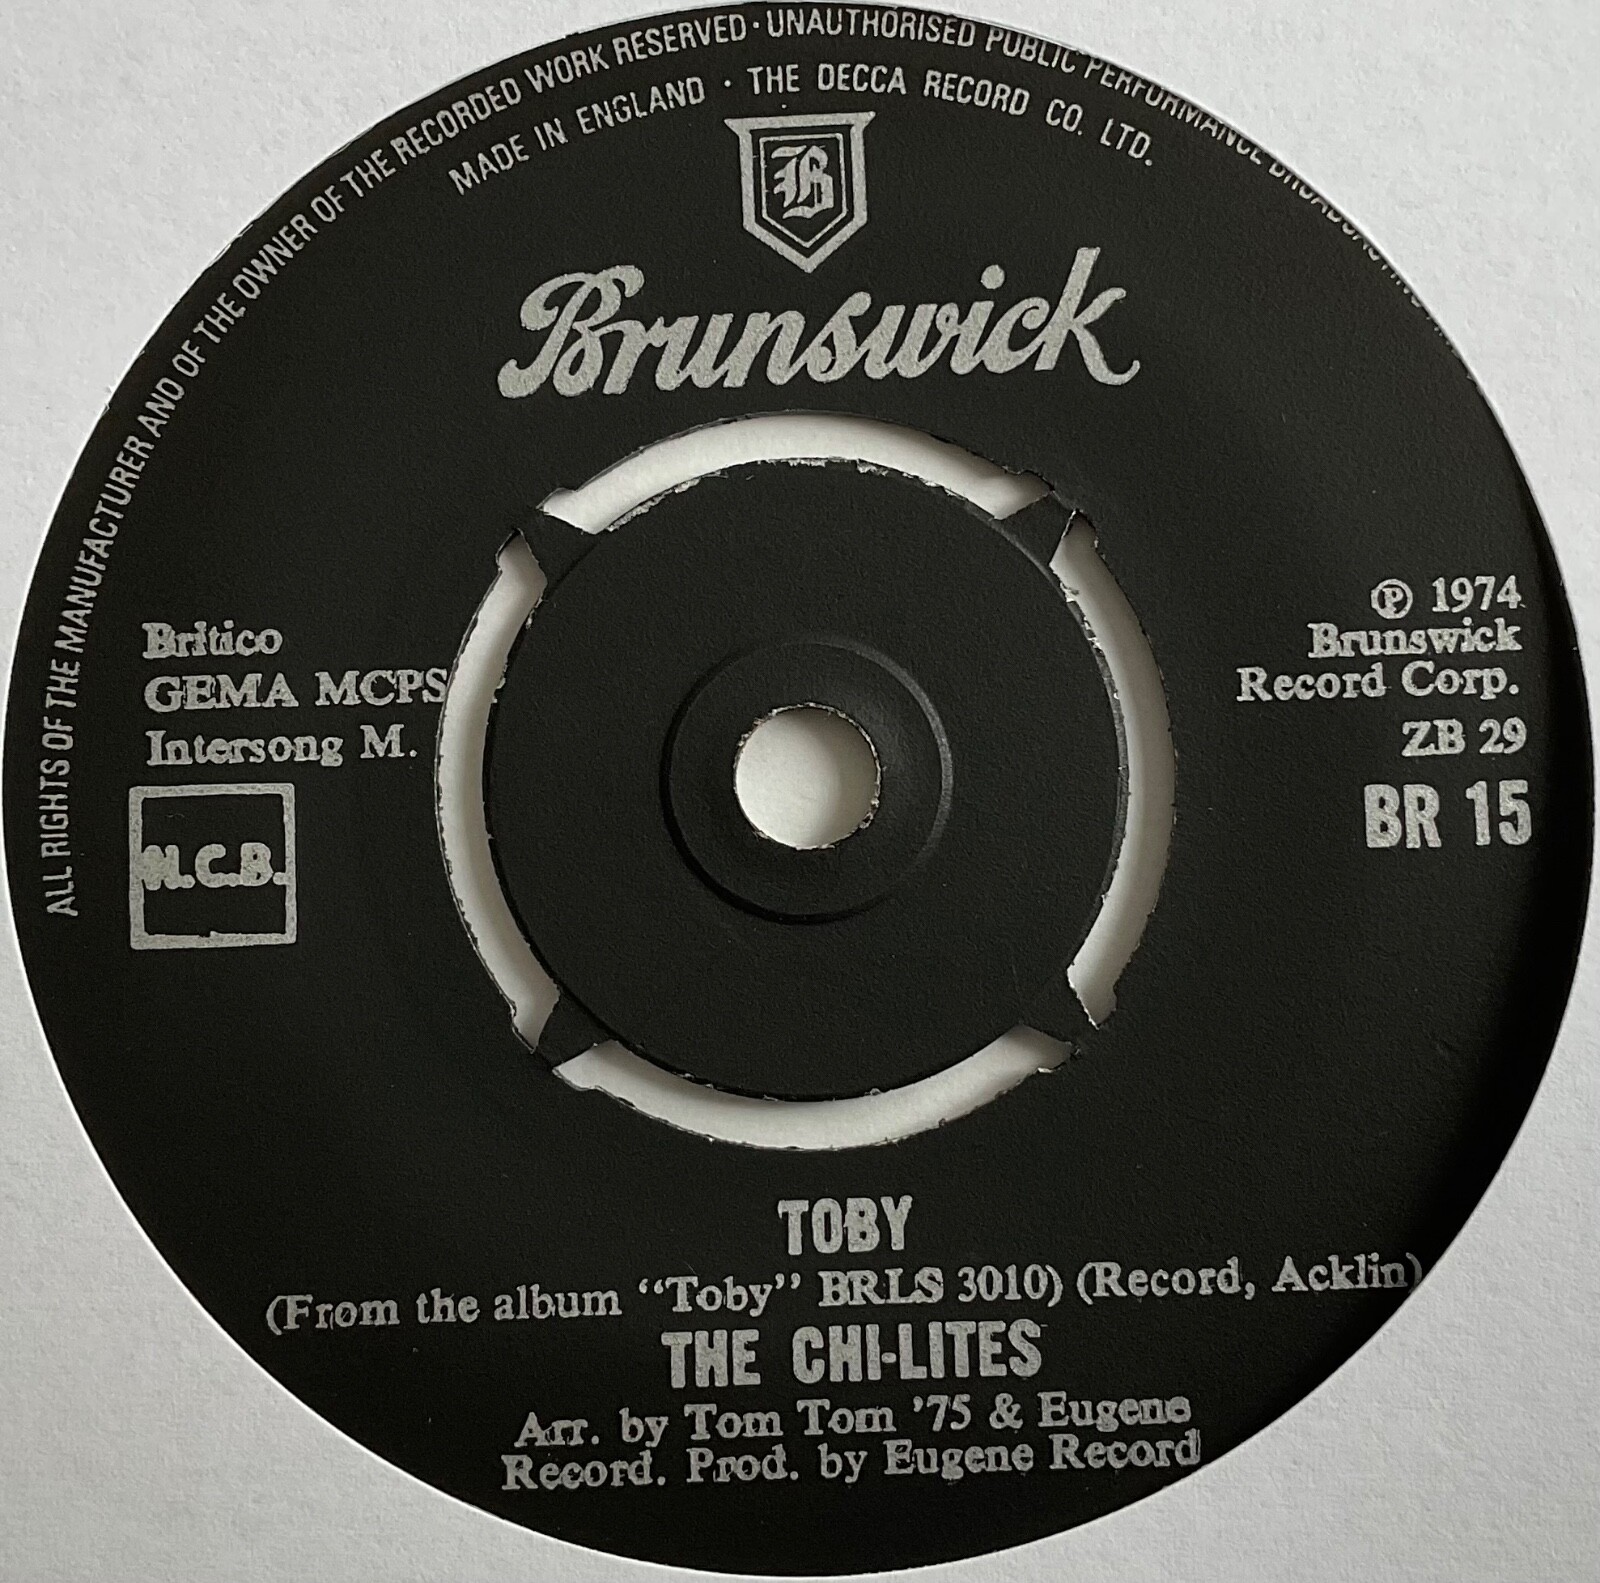 ALL RIGHTS OF THE MANUFACTURER AND OF THE OWNER OF THE RECORDED WORK RESERVED · UNAUTHORISED PUBLIC PERFORMANCE BROADCASTING
MADE IN ENGLAND · THE DECCA RECORD CO. LTD.
B
Brunswick
Britico
GEMA MCPS
Intersong M.
N.C.B.
℗ 1974
Brunswick
Record Corp.
ZB 29
BR 15
TOBY
(From the album “Toby” BRLS 3010) (Record, Acklin)
THE CHI-LITES
Arr. by Tom Tom ’75 & Eugene
Record. Prod. by Eugene Record